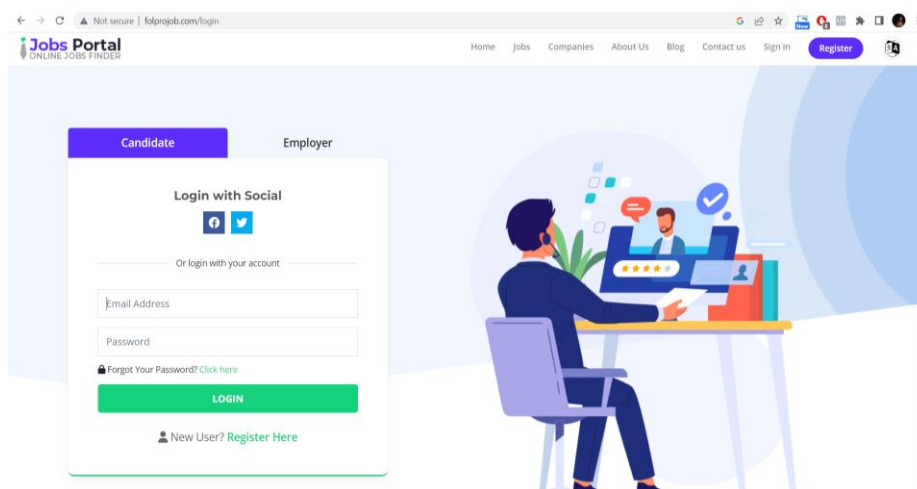 Not secure | folprojob.com/login
New
Jobs Portal
ONLINE JOBS FINDER
Home Jobs Companies About Us Blog Contact us Sign in Register
Candidate Employer
Login with Social
Or login with your account
Email Address
Password
Forgot Your Password? Click here
LOGIN
New User? Register Here